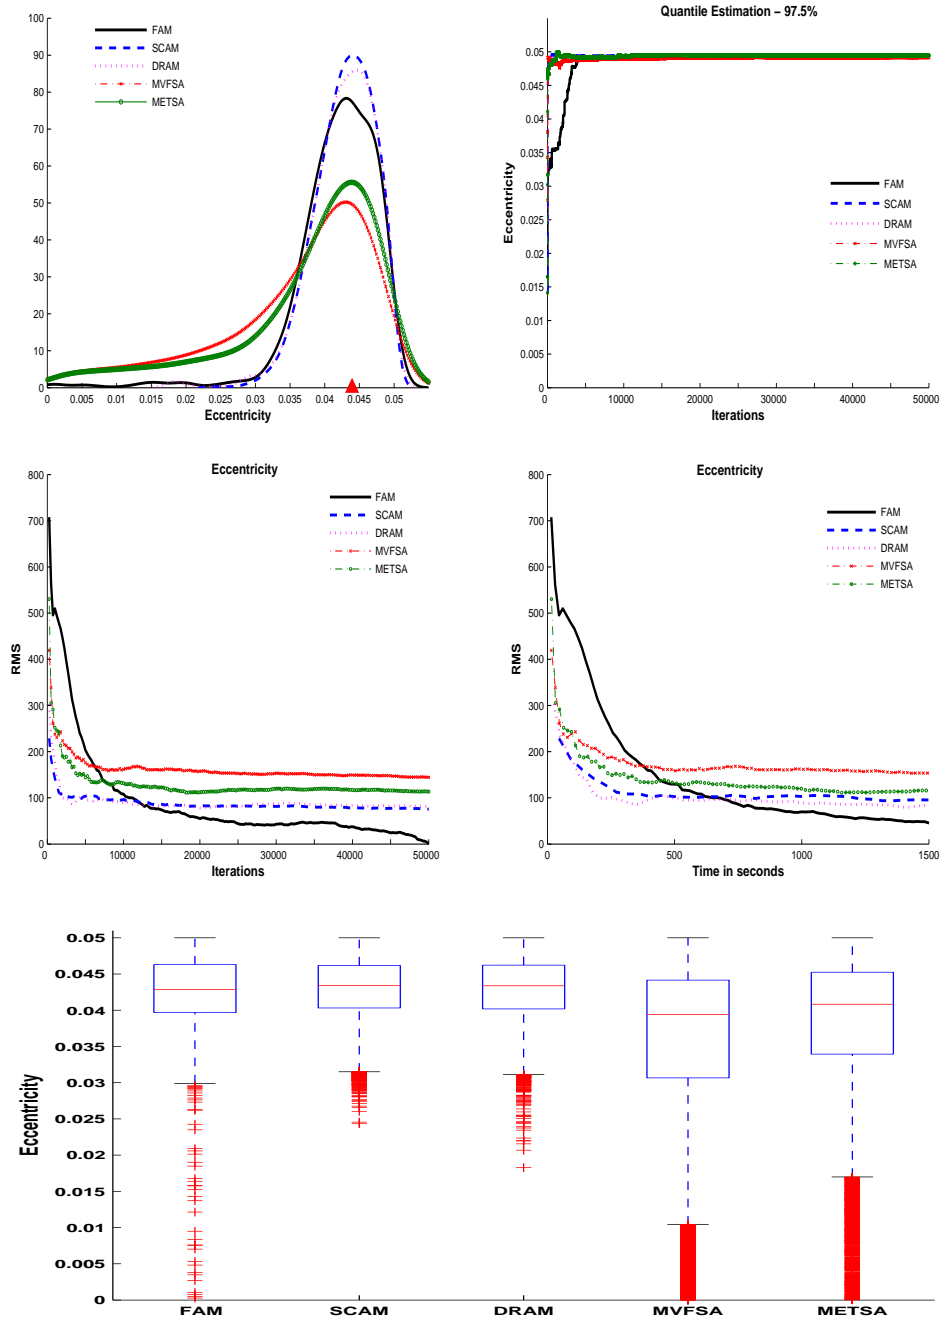 100
90
80
70
60
50
40
30
20
10
0
FAM
SCAM
DRAM
MVFSA
METSA
0 0.005 0.01 0.015 0.02 0.025 0.03 0.035 0.04 0.045 0.05
Eccentricity
Quantile Estimation – 97.5%
0.05
0.045
0.04
0.035
0.03
0.025
0.02
0.015
0.01
0.005
0
Eccentricity
FAM
SCAM
DRAM
MVFSA
METSA
0 10000 20000 30000 40000 50000
Iterations
Eccentricity
800
700
600
500
400
300
200
100
0
RMS
FAM
SCAM
DRAM
MVFSA
METSA
0 10000 20000 30000 40000 50000
Iterations
Eccentricity
800
700
600
500
400
300
200
100
0
RMS
FAM
SCAM
DRAM
MVFSA
METSA
0 500 1000 1500
Time in seconds
0.05
0.045
0.04
0.035
0.03
0.025
0.02
0.015
0.01
0.005
0
Eccentricity
FAM SCAM DRAM MVFSA METSA